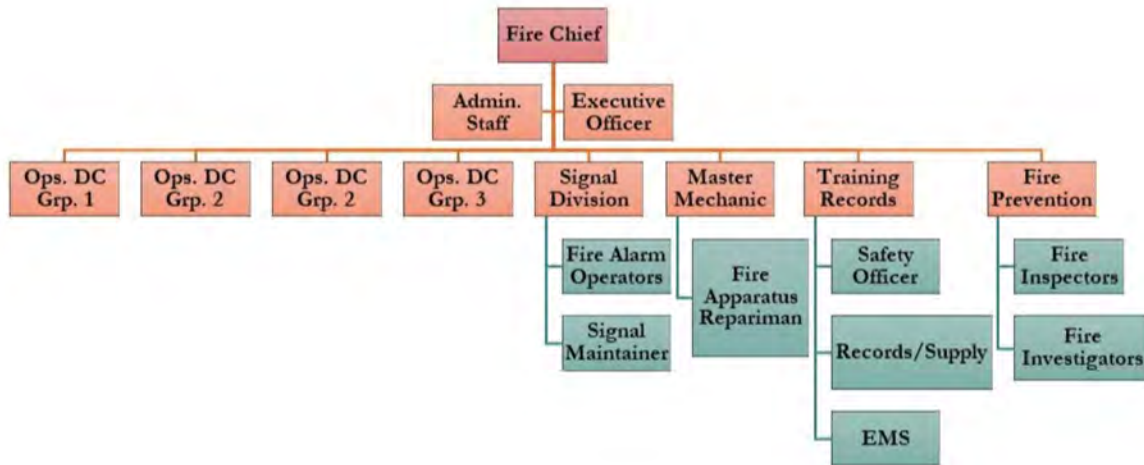 Fire Chief
Admin.
Staff
Executive
Officer
Ops. DC
Grp. 1
Ops. DC
Grp. 2
Ops. DC
Grp. 2
Ops. DC
Grp. 3
Signal
Division
Master
Mechanic
Training
Records
Fire
Prevention
Fire Alarm
Operators
Signal
Maintainer
Fire
Apparatus
Repariman
Safety
Officer
Records/Supply
EMS
Fire
Inspectors
Fire
Investigators